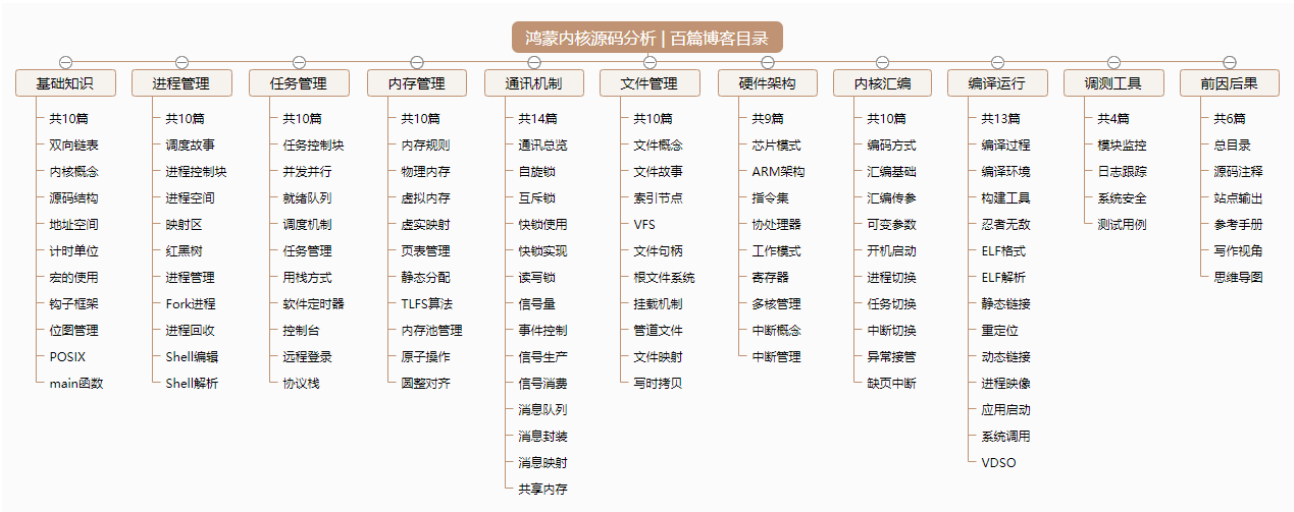 鸿蒙内核源码分析 | 百篇博客目录
基础知识
共10篇
双向链表
内核概念
源码结构
地址空间
计时单位
宏的使用
钩子框架
位图管理
POSIX
main函数
进程管理
共10篇
调度故事
进程控制块
进程空间
映射区
红黑树
进程管理
Fork进程
进程回收
Shell编辑
Shell解析
任务管理
共10篇
任务控制块
并发并行
就绪队列
调度机制
任务管理
用栈方式
软件定时器
控制台
远程登录
协议栈
内存管理
共10篇
内存规则
物理内存
虚拟内存
虚实映射
页表管理
静态分配
TLFS算法
内存池管理
原子操作
圆整对齐
通讯机制
共14篇
通讯总览
自旋锁
互斥锁
快锁使用
快锁实现
读写锁
信号量
事件控制
信号生产
信号消费
消息队列
消息封装
消息映射
共享内存
文件管理
共10篇
文件概念
文件故事
索引节点
VFS
文件句柄
根文件系统
挂载机制
管道文件
文件映射
写时拷贝
硬件架构
共9篇
芯片模式
ARM架构
指令集
协处理器
工作模式
寄存器
多核管理
中断概念
中断管理
内核汇编
共10篇
编码方式
汇编基础
汇编传参
可变参数
开机启动
进程切换
任务切换
中断切换
异常接管
缺页中断
编译运行
共13篇
编译过程
编译环境
构建工具
忍者无敌
ELF格式
ELF解析
静态链接
重定位
动态链接
进程映像
应用启动
系统调用
VDSO
调测工具
共4篇
模块监控
日志跟踪
系统安全
测试用例
前因后果
共6篇
总目录
源码注释
站点输出
参考手册
写作视角
思维导图